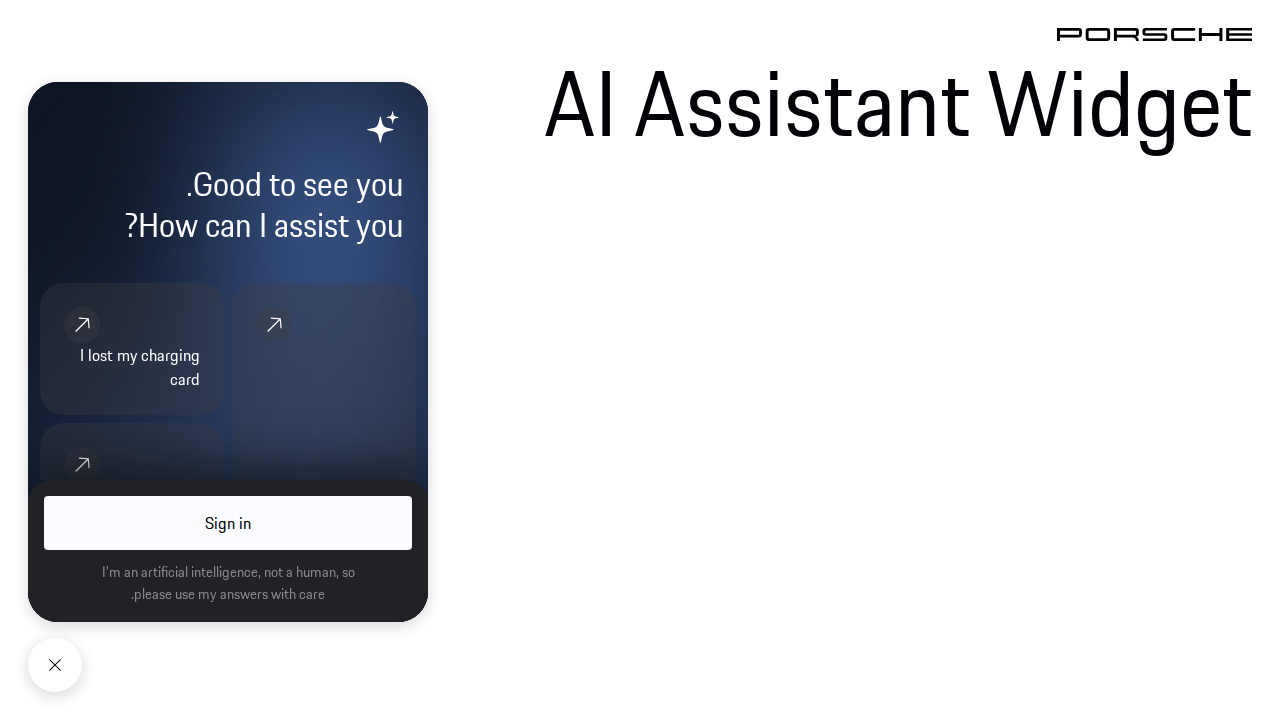 PORSCHE
AI Assistant Widget
.Good to see you
?How can I assist you
I lost my charging
card
Sign in
I'm an artificial intelligence, not a human, so
.please use my answers with care